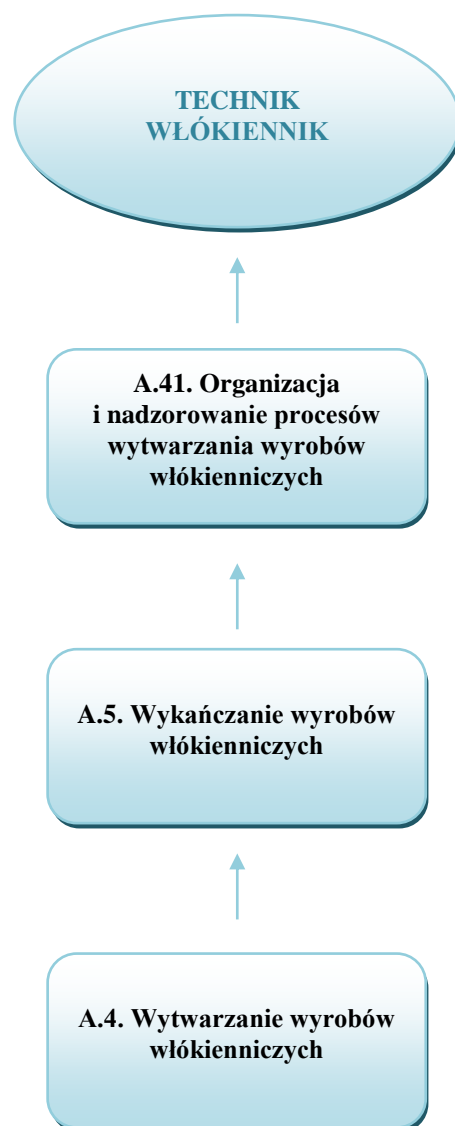 TECHNIK
WŁÓKIENNIK
A.41. Organizacja
i nadzorowanie procesów
wytwarzania wyrobów
włókienniczych
A.5. Wykańczanie wyrobów
włókienniczych
A.4. Wytwarzanie wyrobów
włókienniczych